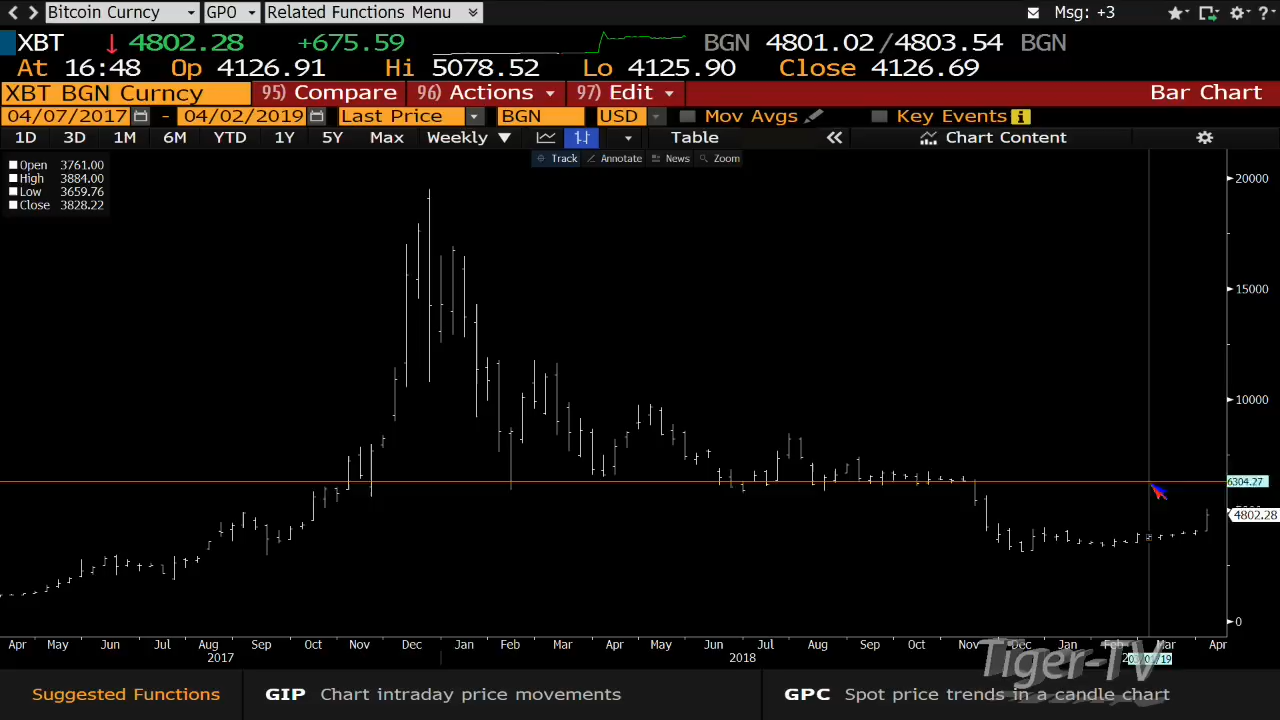 Bitcoin Curncy GPO Related Functions Menu Msg: +3 ?
XBT 4802.28 +675.59 BGN 4801.02/4803.54 BGN
At 16:48 Op 4126.91 Hi 5078.52 Lo 4125.90 Close 4126.69
XBT BGN Curncy 95) Compare 96) Actions 97) Edit Bar Chart
04/07/2017 - 04/02/2019 Last Price BGN USD Mov Avgs Key Events i
1D 3D 1M 6M YTD 1Y 5Y Max Weekly Table Chart Content
Track Annotate News Zoom
Open 3761.00
High 3884.00
Low 3659.76
Close 3828.22
20000
15000
10000
6304.27
4802.28
0
Apr May Jun Jul Aug Sep Oct Nov Dec Jan Feb Mar Apr May Jun Jul Aug Sep Oct Nov Jan Feb Mar Apr
2017 2018
Tiger-TV
Suggested Functions GIP Chart intraday price movements GPC Spot price trends in a candle chart